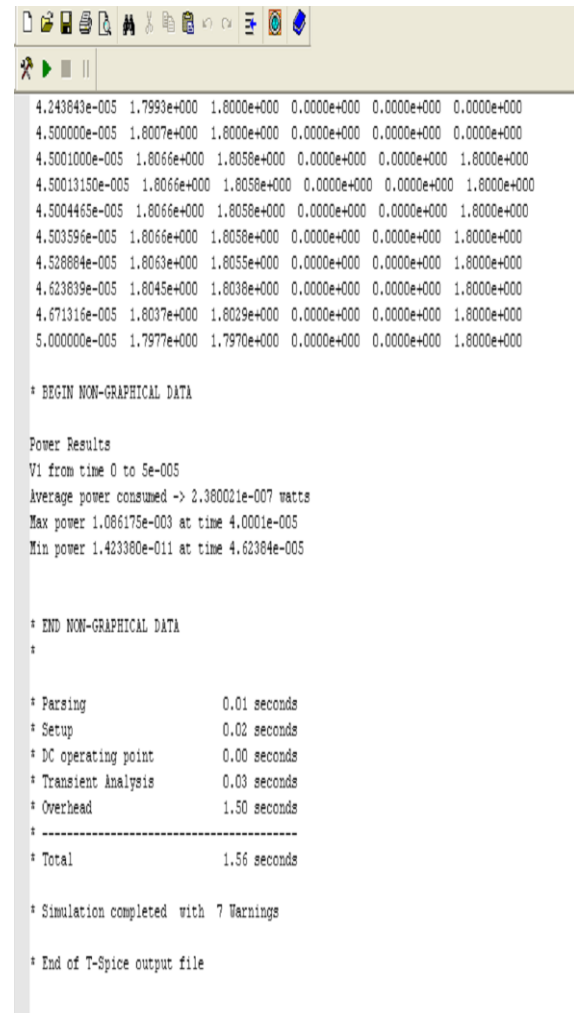 4.243843e-005 1.7993e+000 1.8000e+000 0.0000e+000 0.0000e+000 0.0000e+000
4.500000e-005 1.8007e+000 1.8000e+000 0.0000e+000 0.0000e+000 0.0000e+000
4.5001000e-005 1.8066e+000 1.8058e+000 0.0000e+000 0.0000e+000 1.8000e+000
4.50013150e-005 1.8066e+000 1.8058e+000 0.0000e+000 0.0000e+000 1.8000e+000
4.5004465e-005 1.8066e+000 1.8058e+000 0.0000e+000 0.0000e+000 1.8000e+000
4.503596e-005 1.8066e+000 1.8058e+000 0.0000e+000 0.0000e+000 1.8000e+000
4.528884e-005 1.8063e+000 1.8055e+000 0.0000e+000 0.0000e+000 1.8000e+000
4.623839e-005 1.8045e+000 1.8038e+000 0.0000e+000 0.0000e+000 1.8000e+000
4.671316e-005 1.8037e+000 1.8029e+000 0.0000e+000 0.0000e+000 1.8000e+000
5.000000e-005 1.7977e+000 1.7970e+000 0.0000e+000 0.0000e+000 1.8000e+000
* BEGIN NON-GRAPHICAL DATA
Power Results
V1 from time 0 to 5e-005
Average power consumed -> 2.380021e-007 watts
Max power 1.086175e-003 at time 4.0001e-005
Min power 1.423380e-011 at time 4.62384e-005
* END NON-GRAPHICAL DATA
*
* Parsing 0.01 seconds
* Setup 0.02 seconds
* DC operating point 0.00 seconds
* Transient Analysis 0.03 seconds
* Overhead 1.50 seconds
* -----------------------------------------
* Total 1.56 seconds
* Simulation completed with 7 Warnings
* End of T-Spice output file